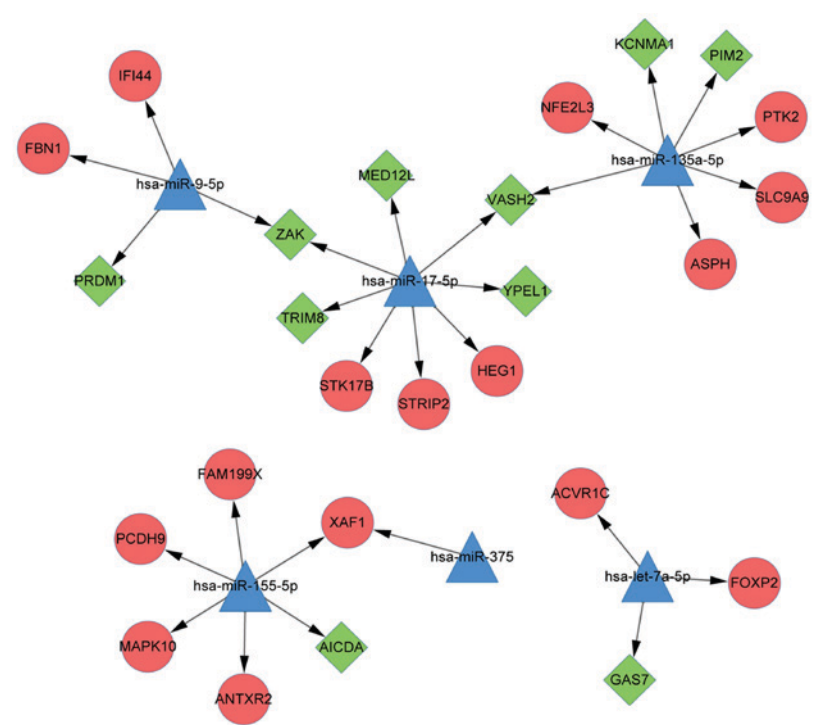 KCNMA1
PIM2
IFI44
NFE2L3
PTK2
FBN1
hsa-miR-135a-5p
MED12L
hsa-miR-9-5p
VASH2
SLC9A9
ZAK
ASPH
PRDM1
hsa-miR-17-5p
YPEL1
TRIM8
HEG1
STK17B
STRIP2
FAM199X
ACVR1C
XAF1
PCDH9
hsa-miR-375
hsa-miR-155-5p
hsa-let-7a-5p
FOXP2
MAPK10
AICDA
GAS7
ANTXR2